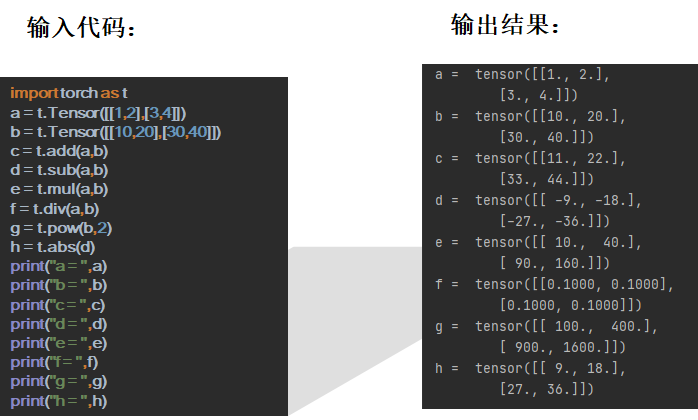 输入代码：
import torch as t
a = t.Tensor([[1,2],[3,4]])
b = t.Tensor([[10,20],[30,40]])
c = t.add(a,b)
d = t.sub(a,b)
e = t.mul(a,b)
f = t.div(a,b)
g = t.pow(b,2)
h = t.abs(d)
print("a = ",a)
print("b = ",b)
print("c = ",c)
print("d = ",d)
print("e = ",e)
print("f = ",f)
print("g = ",g)
print("h = ",h)
输出结果：
a =  tensor([[1., 2.],
        [3., 4.]])
b =  tensor([[10., 20.],
        [30., 40.]])
c =  tensor([[11., 22.],
        [33., 44.]])
d =  tensor([[ -9., -18.],
        [-27., -36.]])
e =  tensor([[ 10.,  40.],
        [ 90., 160.]])
f =  tensor([[0.1000, 0.1000],
        [0.1000, 0.1000]])
g =  tensor([[ 100.,  400.],
        [ 900., 1600.]])
h =  tensor([[ 9., 18.],
        [27., 36.]])